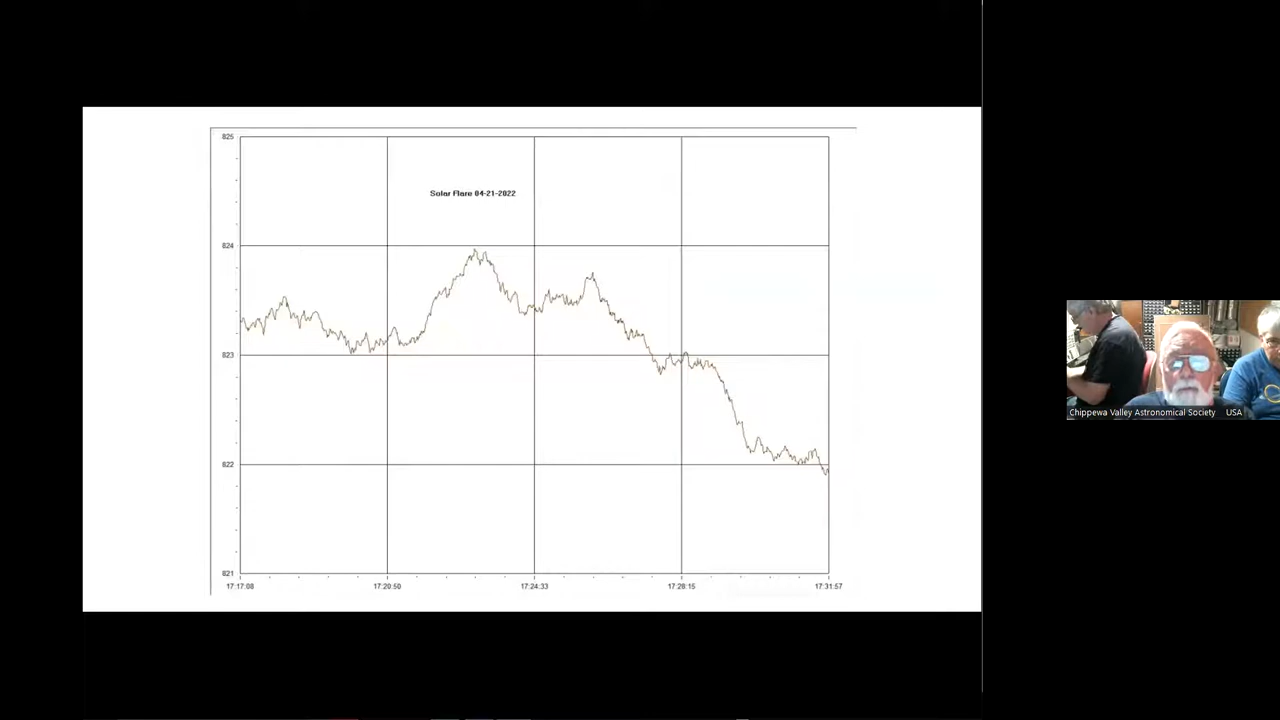 825
Solar Flare 04-21-2022
824
823
822
821
17:17:08 17:20:50 17:24:33 17:28:15 17:31:57
Chippewa Valley Astronomical Society USA